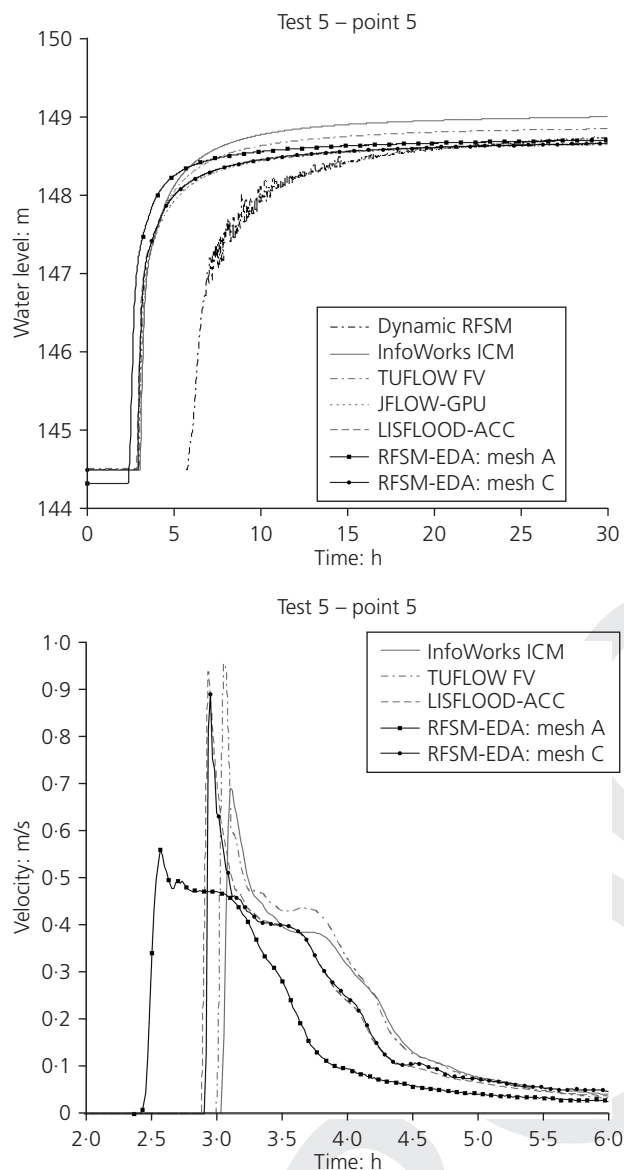 Test 5 – point 5
150
149
148
147
146
145
144
Water level: m
0
5
10
15
20
25
30
Time: h
Dynamic RFSM
InfoWorks ICM
TUFLOW FV
JFLOW-GPU
LISFLOOD-ACC
RFSM-EDA: mesh A
RFSM-EDA: mesh C
Test 5 – point 5
1·0
0·9
0·8
0·7
0·6
0·5
0·4
0·3
0·2
0·1
0
Velocity: m/s
2·0
2·5
3·0
3·5
4·0
4·5
5·0
5·5
6·0
Time: h
InfoWorks ICM
TUFLOW FV
LISFLOOD-ACC
RFSM-EDA: mesh A
RFSM-EDA: mesh C